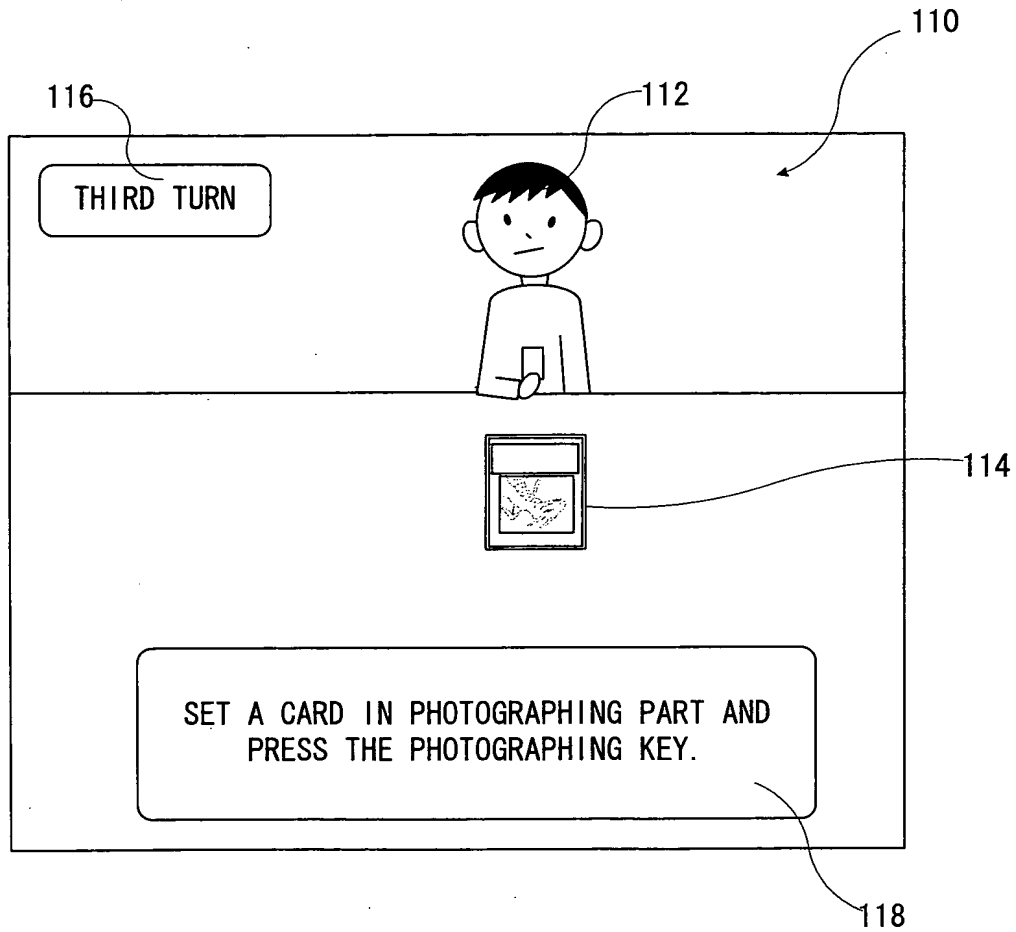 110
116
112
THIRD TURN
114
SET A CARD IN PHOTOGRAPHING PART AND
PRESS THE PHOTOGRAPHING KEY.
118